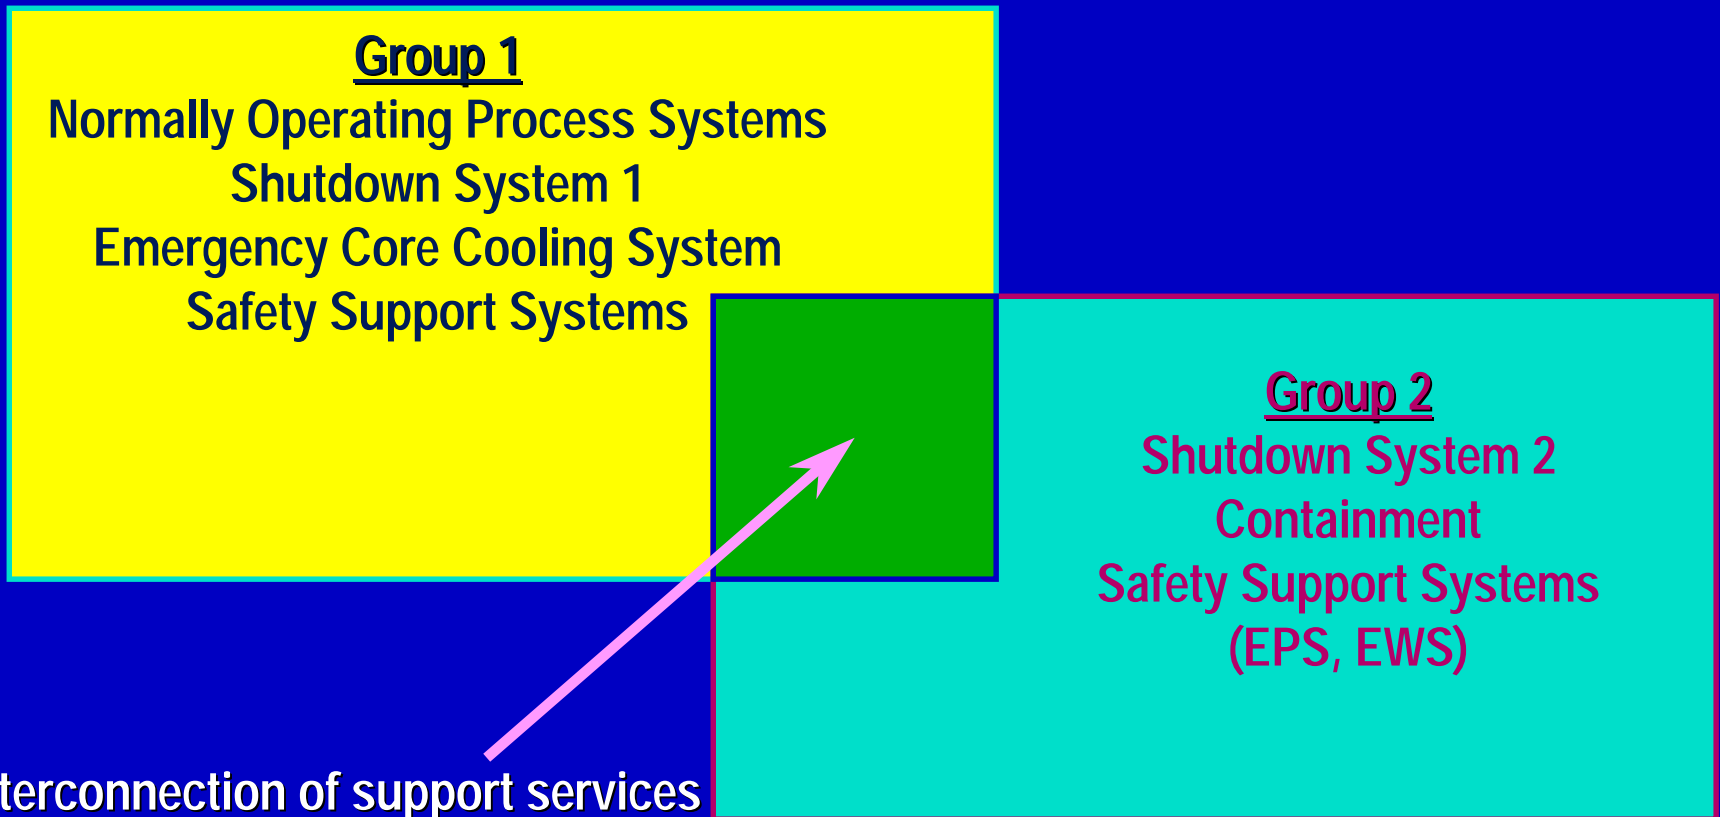 Group 1
Normally Operating Process Systems
Shutdown System 1
Emergency Core Cooling System
Safety Support Systems
Group 2
Shutdown System 2
Containment
Safety Support Systems
(EPS, EWS)
terconnection of support services